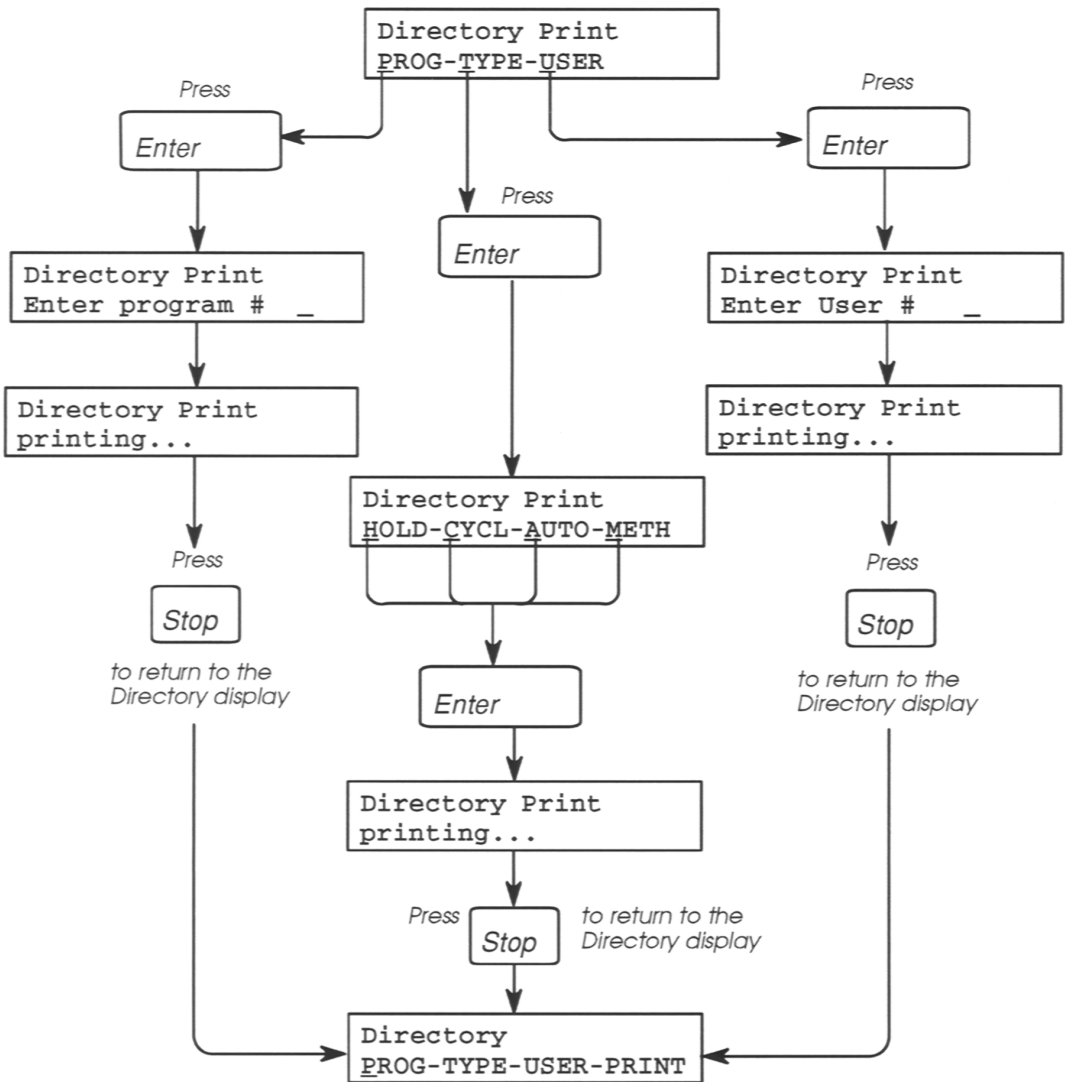 Directory Print
PROG-TYPE-USER
Press
Enter
Press
Enter
Press
Enter
Directory Print
Enter program # _
Directory Print
Enter User # _
Directory Print
printing...
Directory Print
printing...
Directory Print
HOLD-CYCL-AUTO-METH
Press
Stop
to return to the
Directory display
Press
Stop
to return to the
Directory display
Enter
Directory Print
printing...
Press
Stop
to return to the
Directory display
Directory
PROG-TYPE-USER-PRINT